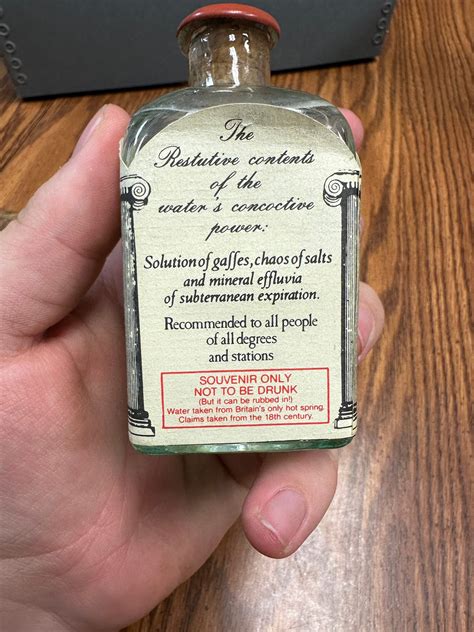 The
Restutive contents
of the
water's concoctive
power:
Solution of gaſses, chaos of salts
and mineral effluvia
of subterranean expiration.
Recommended to all people
of all degrees
and stations
SOUVENIR ONLY
NOT TO BE DRUNK
(But it can be rubbed in!)
Water taken from Britain's only hot spring.
Claims taken from the 18th century.